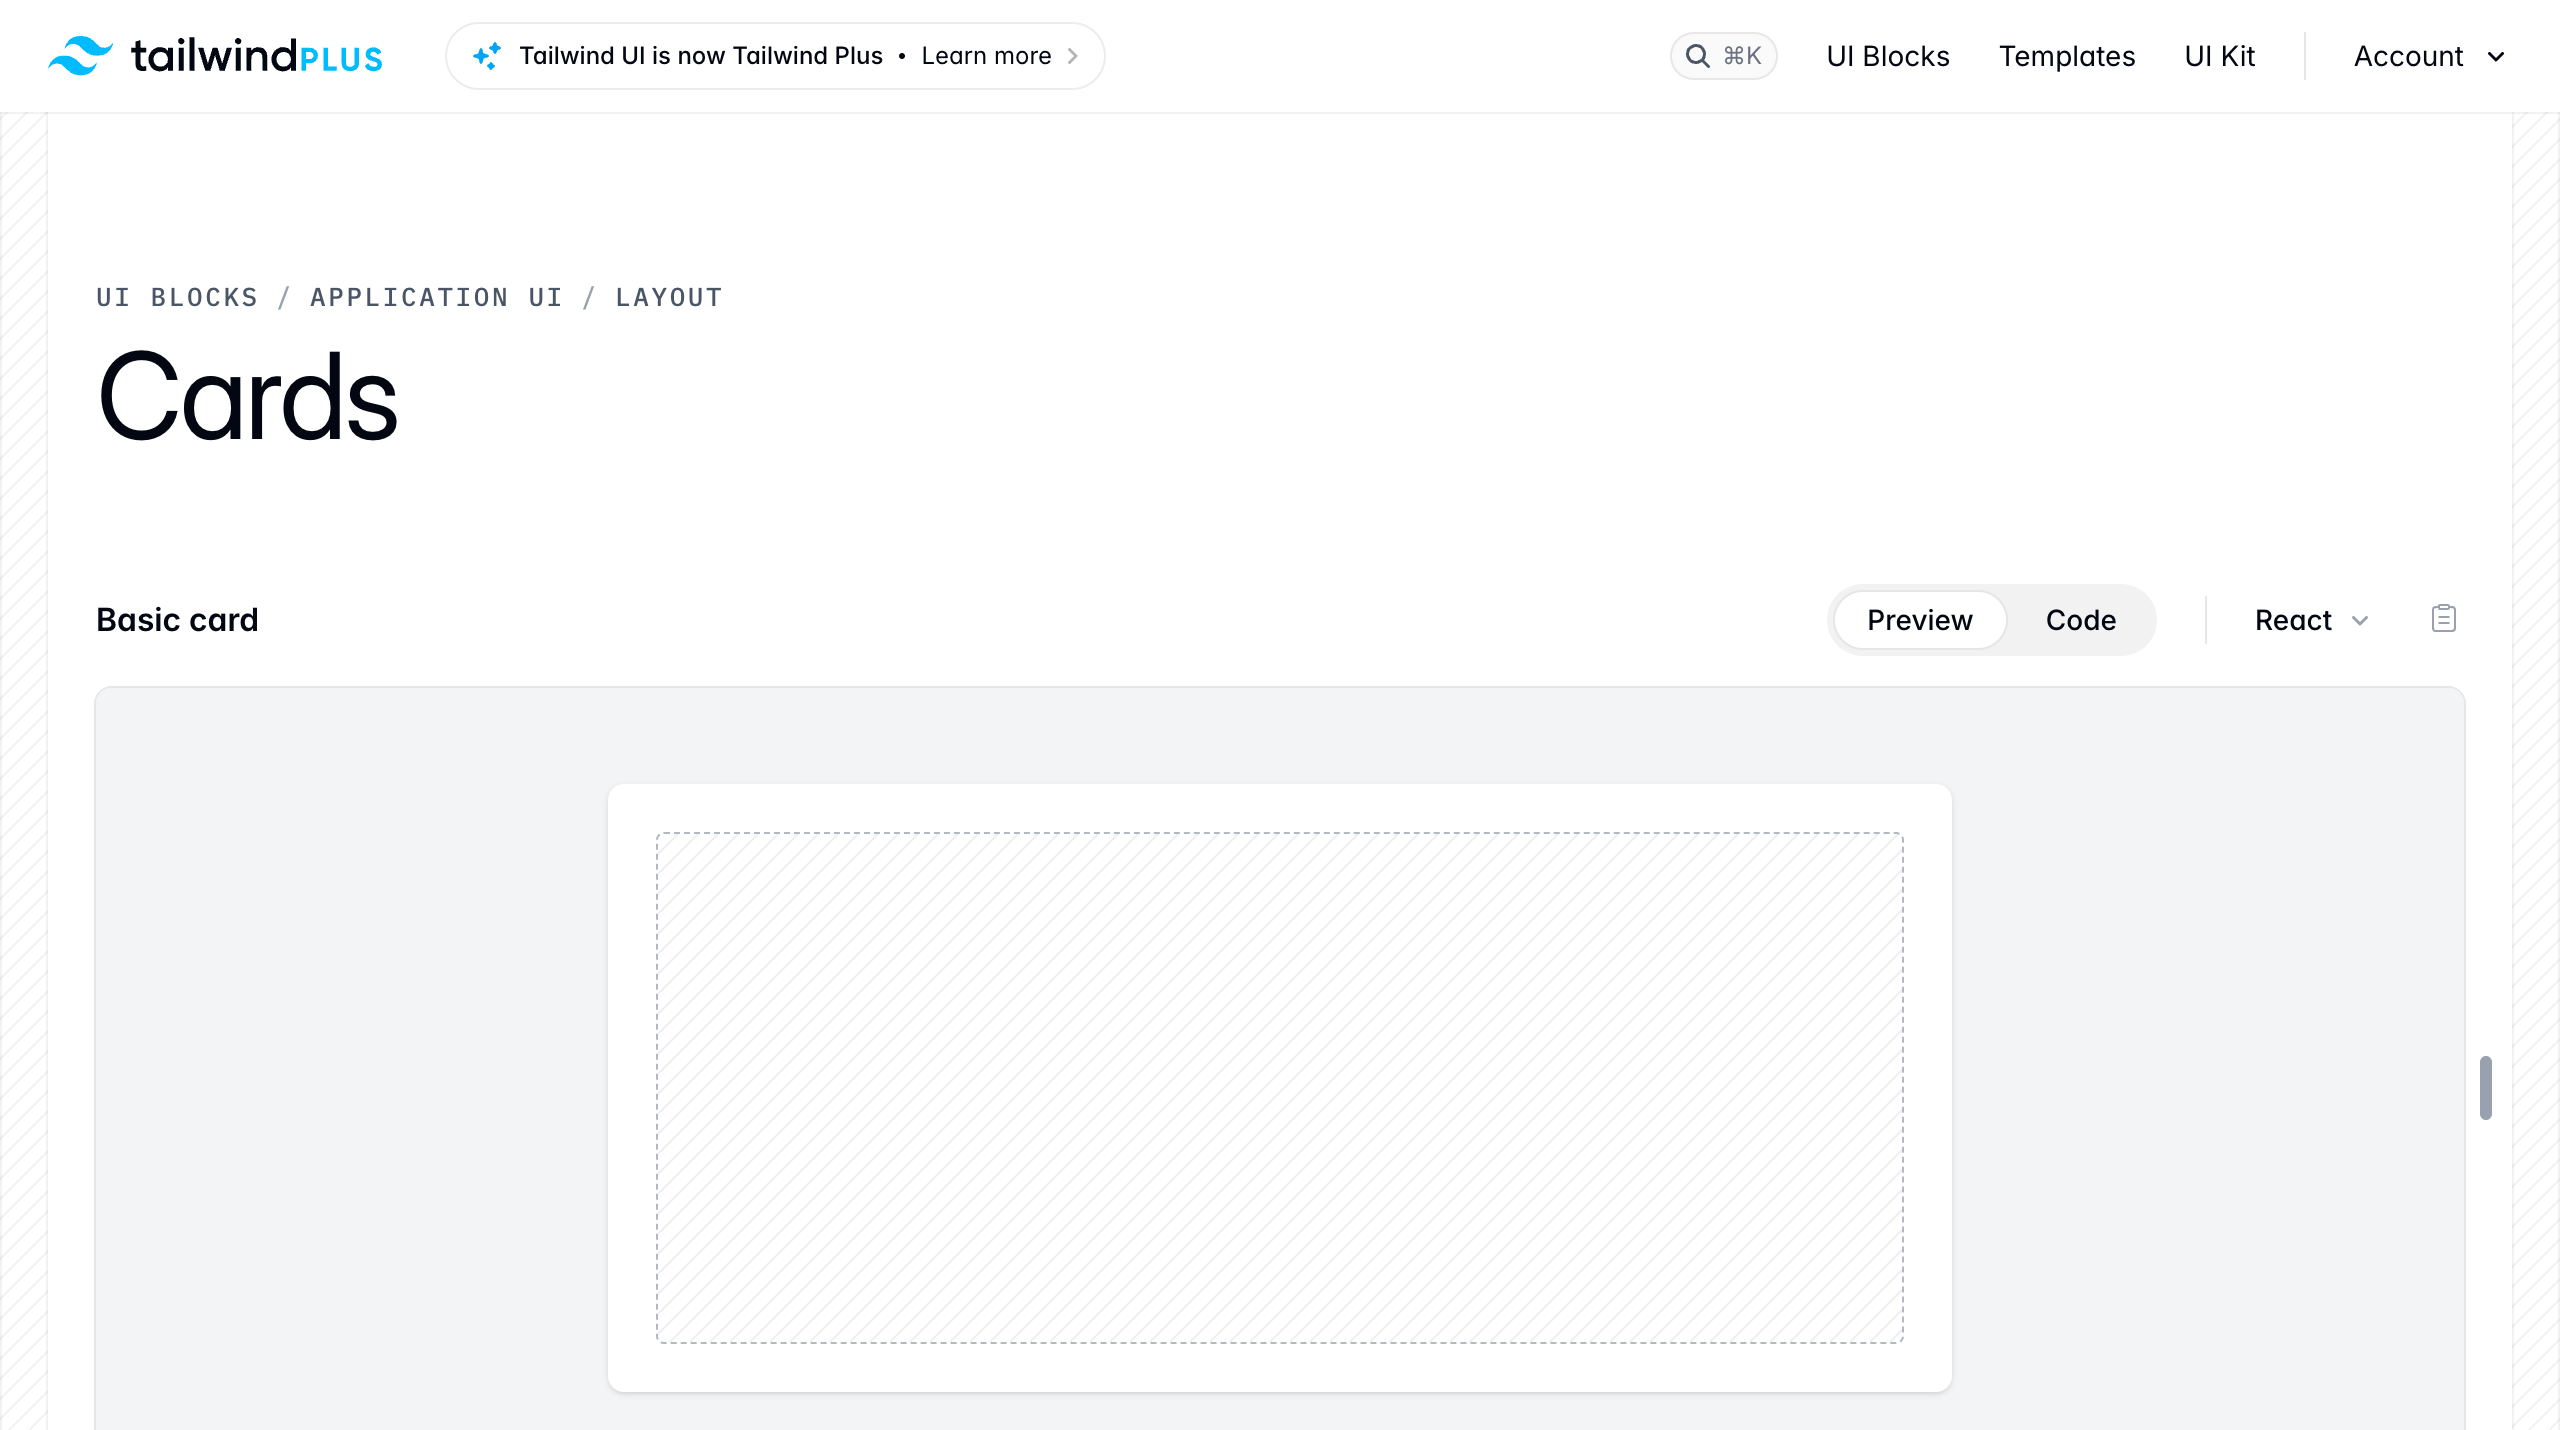 tailwindPLUS
Tailwind UI is now Tailwind Plus • Learn more
⌘K
UI Blocks
Templates
UI Kit
Account
UI BLOCKS / APPLICATION UI / LAYOUT
Cards
Basic card
Preview
Code
React